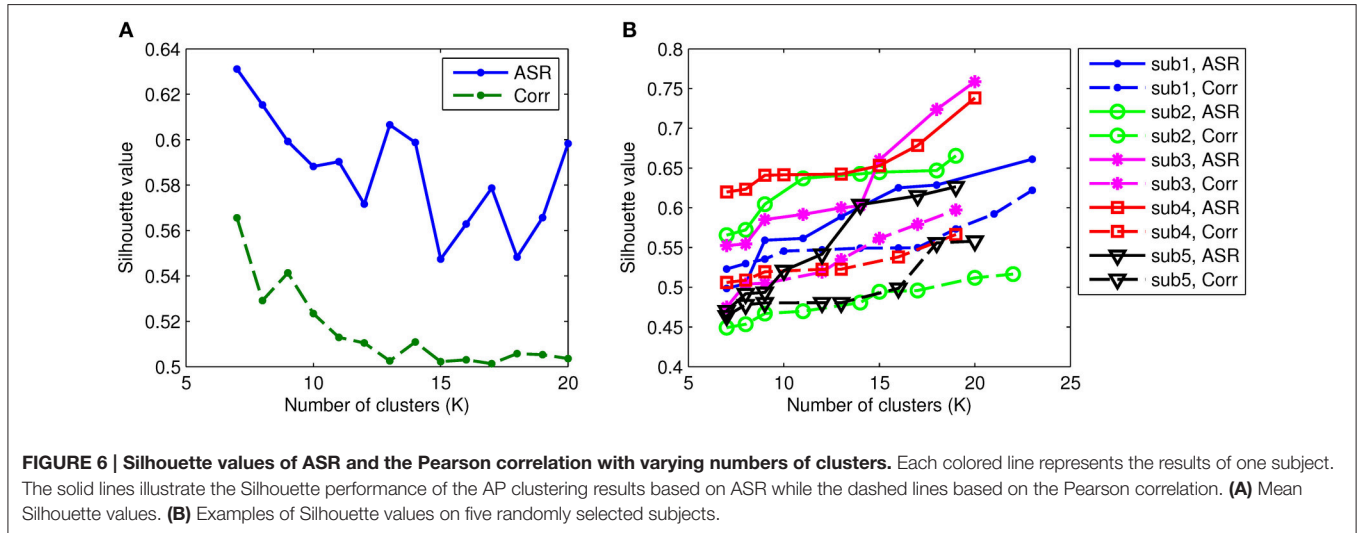 A
0.64
0.62
0.6
0.58
0.56
0.54
0.52
0.5
Silhouette value
5
10
15
20
Number of clusters (K)
ASR
Corr
B
0.8
0.75
0.7
0.65
0.6
0.55
0.5
0.45
0.4
Silhouette value
5
10
15
20
25
Number of clusters (K)
sub1, ASR
sub1, Corr
sub2, ASR
sub2, Corr
sub3, ASR
sub3, Corr
sub4, ASR
sub4, Corr
sub5, ASR
sub5, Corr
FIGURE 6 | Silhouette values of ASR and the Pearson correlation with varying numbers of clusters. Each colored line represents the results of one subject.
The solid lines illustrate the Silhouette performance of the AP clustering results based on ASR while the dashed lines based on the Pearson correlation. (A) Mean
Silhouette values. (B) Examples of Silhouette values on five randomly selected subjects.